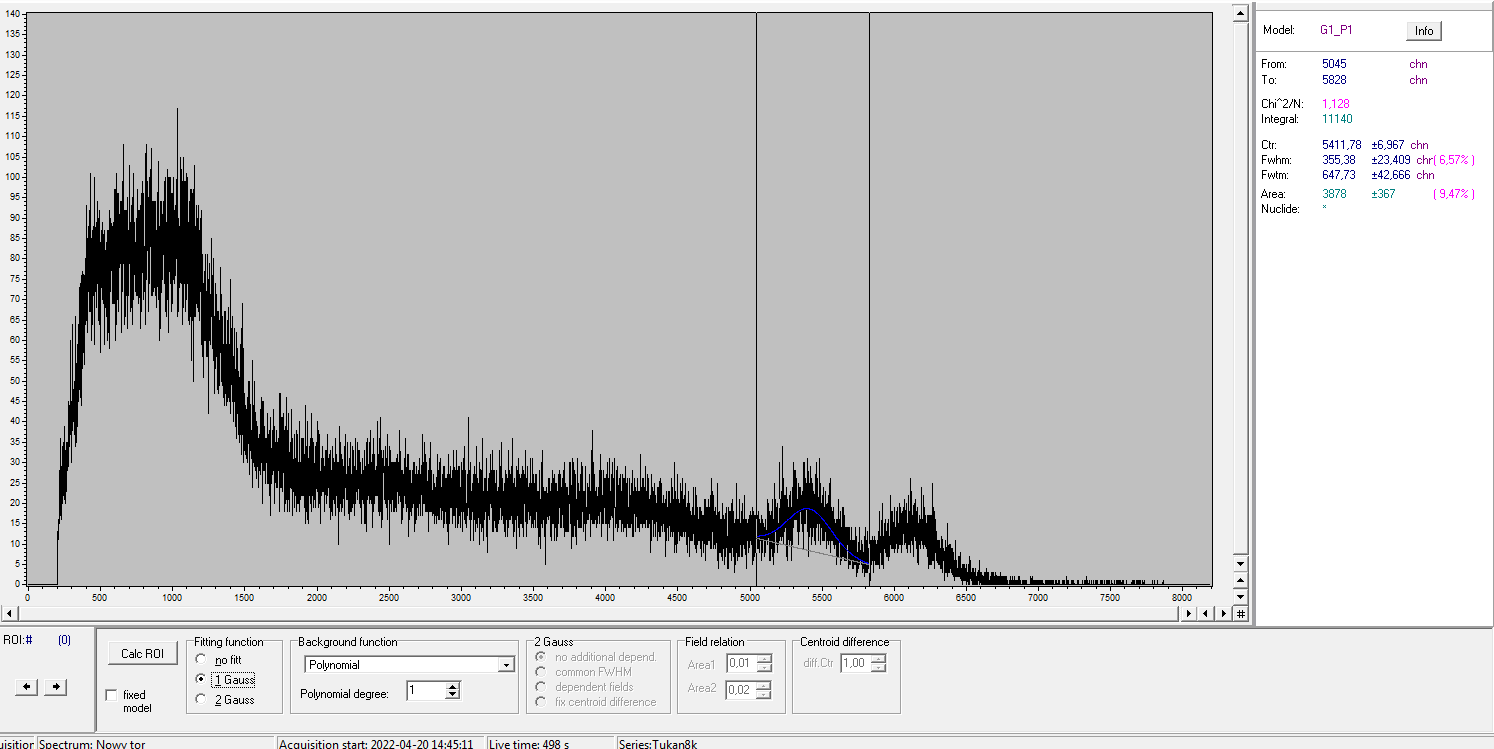 140
135
130
125
120
115
110
105
100
95
90
85
80
75
70
65
60
55
50
45
40
35
30
25
20
15
10
5
0
0 500 1000 1500 2000 2500 3000 3500 4000 4500 5000 5500 6000 6500 7000 7500 8000
#
Model: G1_P1 Info
From: 5045 chn
To: 5828 chn
Chi^2/N: 1,128
Integral: 11140
Ctr: 5411,78 ±6,967 chn
Fwhm: 355,38 ±23,409 chr( 6,57% )
Fwtm: 647,73 ±42,666 chn
Area: 3878 ±367 ( 9,47% )
Nuclide: *
ROI:# (0)
Calc ROI
fixed
model
Fitting function
no fitt
1 Gauss
2 Gauss
Background function
Polynomial
Polynomial degree: 1
2 Gauss
no additional depend.
common FWHM
dependent fields
fix centroid difference
Field relation
Area1 0,01
Area2 0,02
Centroid difference
diff.Ctr 1,00
uisition Spectrum: Nowy tor Acquisition start: 2022-04-20 14:45:11 Live time: 498 s Series:Tukan8k